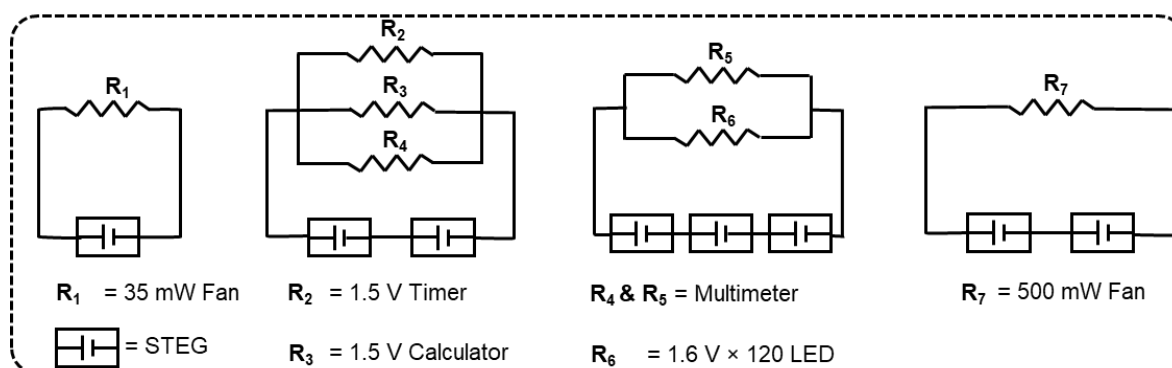 R1
R2
R3
R4
R5
R6
R7
R1 = 35 mW Fan
R2 = 1.5 V Timer
R4 & R5 = Multimeter
R7 = 500 mW Fan
= STEG
R3 = 1.5 V Calculator
R6 = 1.6 V × 120 LED